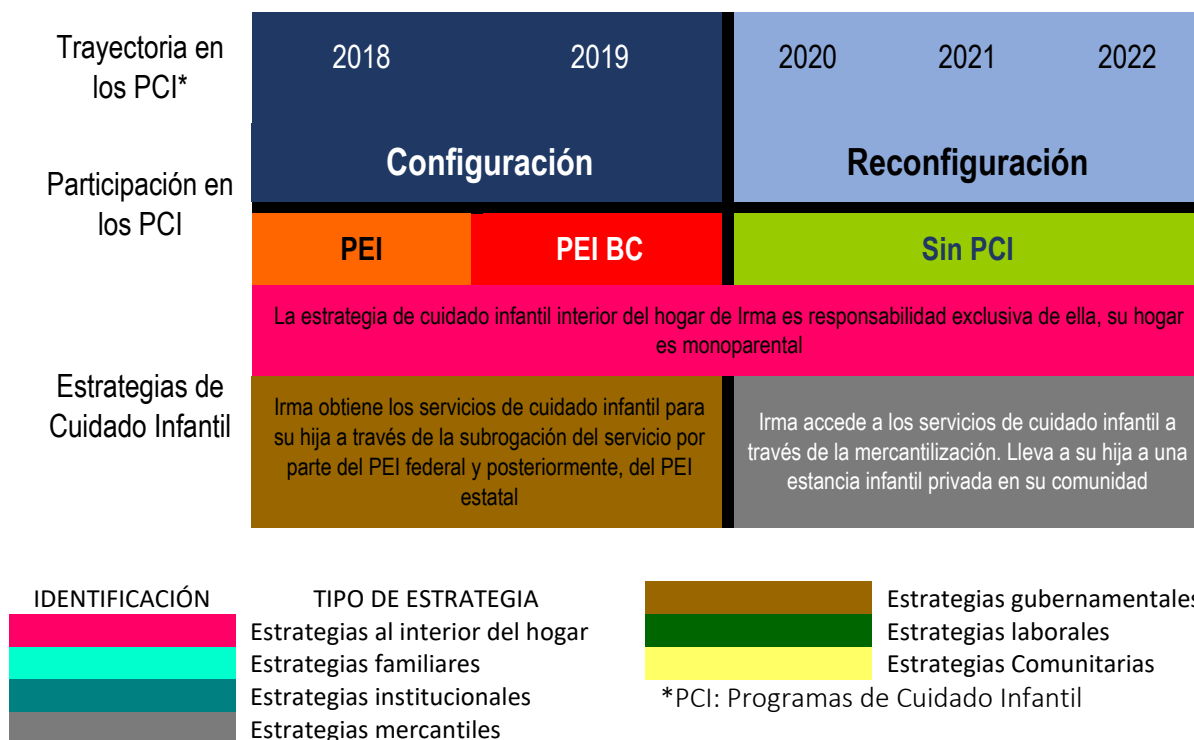 Trayectoria en
los PCI*
2018
2019
2020
2021
2022
Participación en
los PCI
Configuración
Reconfiguración
PEI
PEI BC
Sin PCI
Estrategias de
Cuidado Infantil
La estrategia de cuidado infantil interior del hogar de Irma es responsabilidad exclusiva de ella, su hogar
es monoparental
Irma obtiene los servicios de cuidado infantil para
su hija a través de la subrogación del servicio por
parte del PEI federal y posteriormente, del PEI
estatal
Irma accede a los servicios de cuidado infantil a
través de la mercantilización. Lleva a su hija a una
estancia infantil privada en su comunidad
IDENTIFICACIÓN
TIPO DE ESTRATEGIA
Estrategias al interior del hogar
Estrategias familiares
Estrategias institucionales
Estrategias mercantiles
Estrategias gubernamentales
Estrategias laborales
Estrategias Comunitarias
*PCI: Programas de Cuidado Infantil